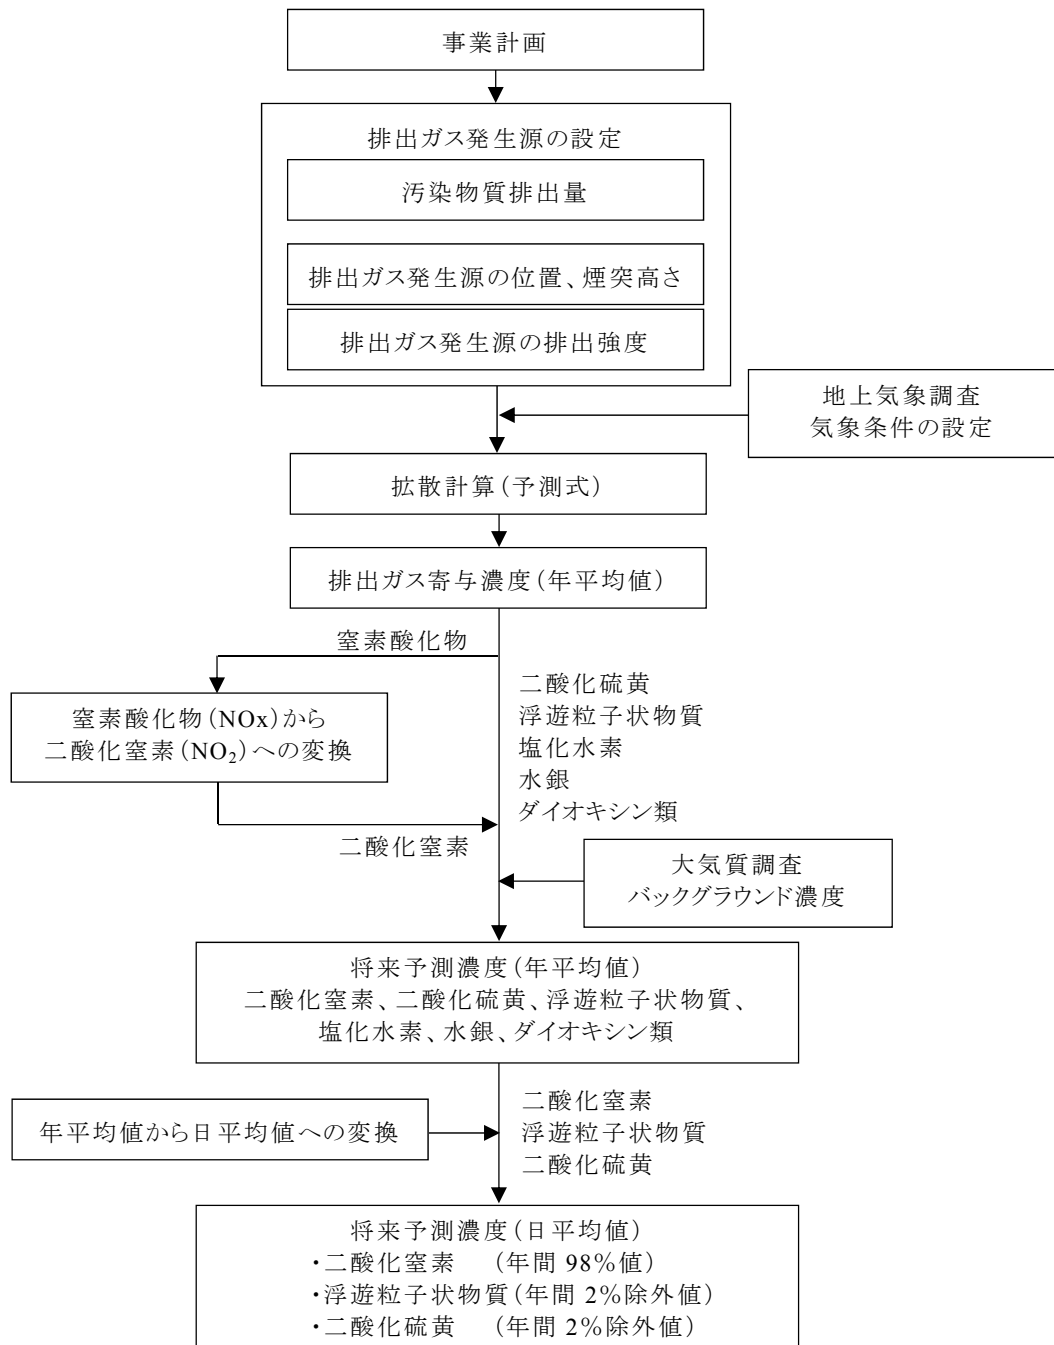 事業計画
排出ガス発生源の設定
汚染物質排出量
排出ガス発生源の位置、煙突高さ
排出ガス発生源の排出強度
地上気象調査
気象条件の設定
拡散計算(予測式)
排出ガス寄与濃度(年平均値)
窒素酸化物
二酸化硫黄
浮遊粒子状物質
塩化水素
水銀
ダイオキシン類
窒素酸化物(NOx)から
二酸化窒素(NO₂)への変換
二酸化窒素
大気質調査
バックグラウンド濃度
将来予測濃度(年平均値)
二酸化窒素、二酸化硫黄、浮遊粒子状物質、
塩化水素、水銀、ダイオキシン類
年平均値から日平均値への変換
二酸化窒素
浮遊粒子状物質
二酸化硫黄
将来予測濃度(日平均値)
・二酸化窒素 (年間 98%値)
・浮遊粒子状物質(年間 2%除外値)
・二酸化硫黄 (年間 2%除外値)